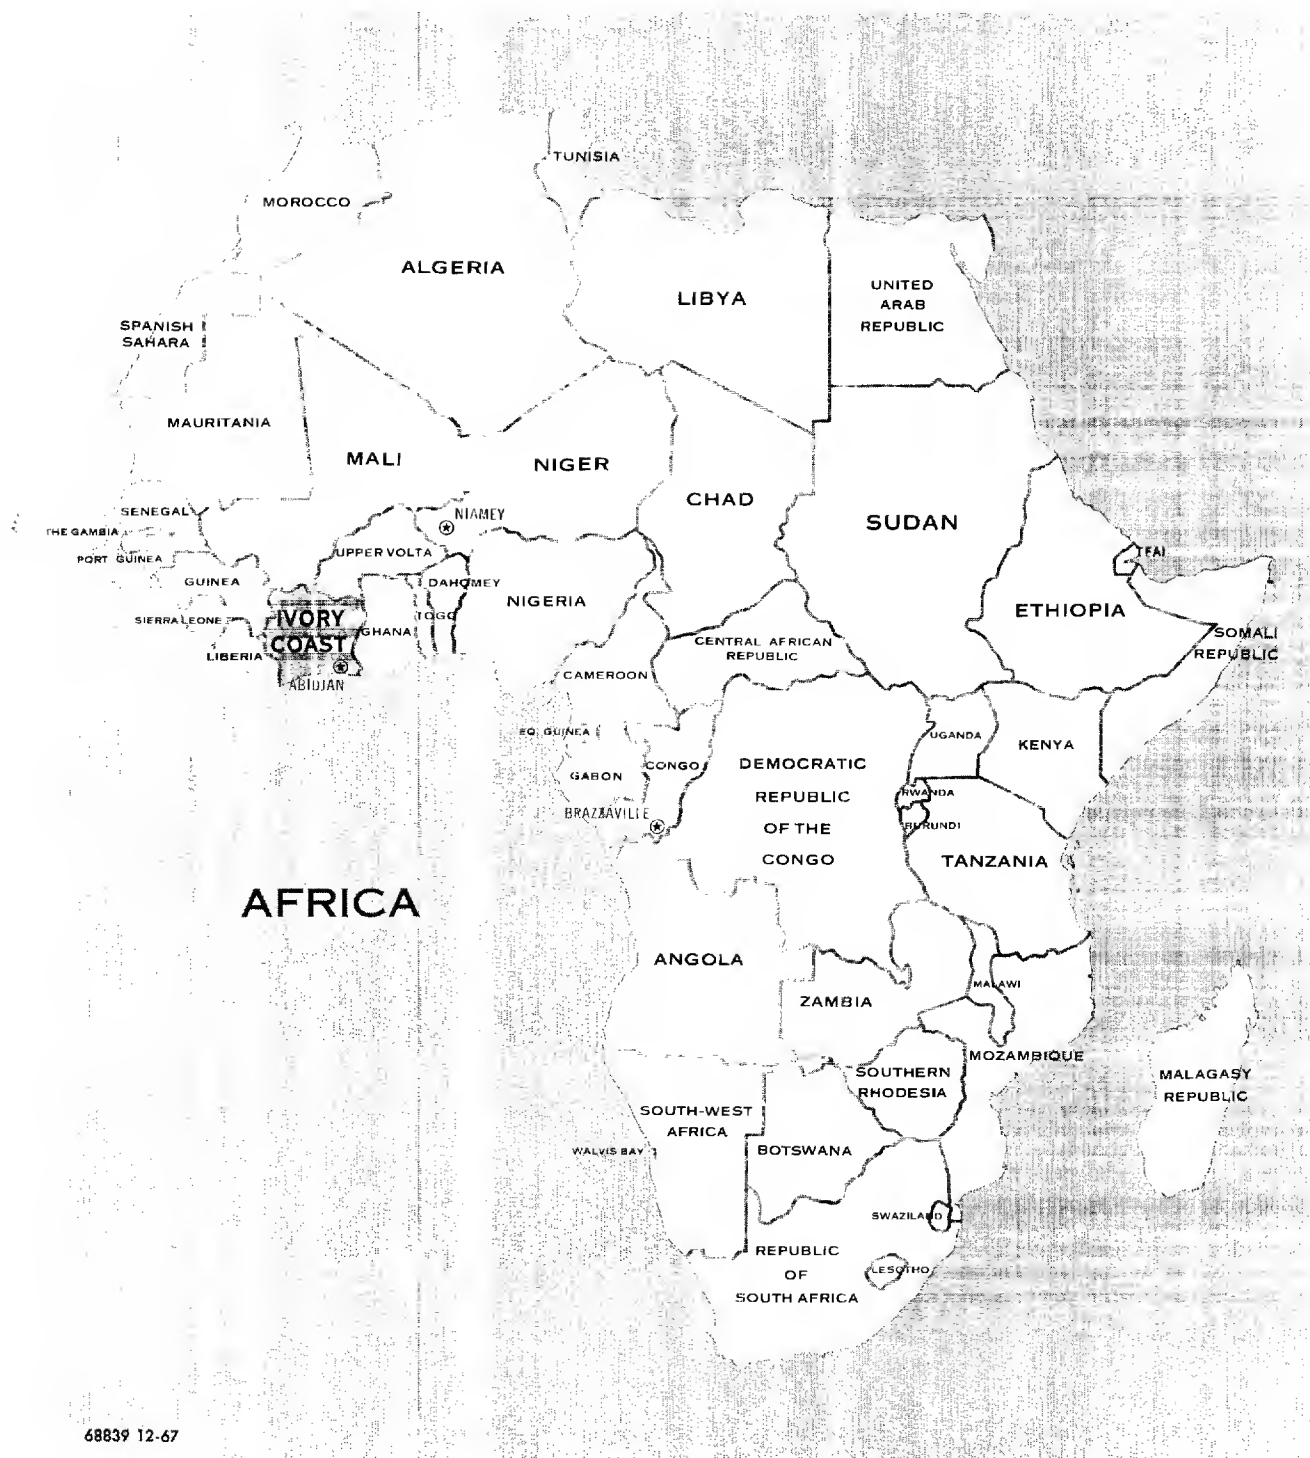 TUNISIA
MOROCCO
ALGERIA
LIBYA
UNITED
ARAB
REPUBLIC
SPANISH
SAHARA
MAURITANIA
MALI
NIGER
CHAD
SUDAN
SENEGAL
NIAMEY
THE GAMBIA
PORT GUINEA
UPPER VOLTA
TFAI
GUINEA
DAHOMEY
NIGERIA
ETHIOPIA
SIERRA LEONE
IVORY
COAST
GHANA
TOGO
CENTRAL AFRICAN
REPUBLIC
SOMALI
REPUBLIC
LIBERIA
ABIDJAN
CAMEROON
EQ. GUINEA
UGANDA
KENYA
GABON
CONGO
DEMOCRATIC
REPUBLIC
OF THE
CONGO
RWANDA
BRAZZAVILLE
BURUNDI
TANZANIA
AFRICA
ANGOLA
ZAMBIA
MALAWI
MOZAMBIQUE
SOUTHERN
RHODESIA
MALAGASY
REPUBLIC
SOUTH-WEST
AFRICA
WALVIS BAY
BOTSWANA
SWAZILAND
REPUBLIC
OF
SOUTH AFRICA
LESOTHO
68839 12-67